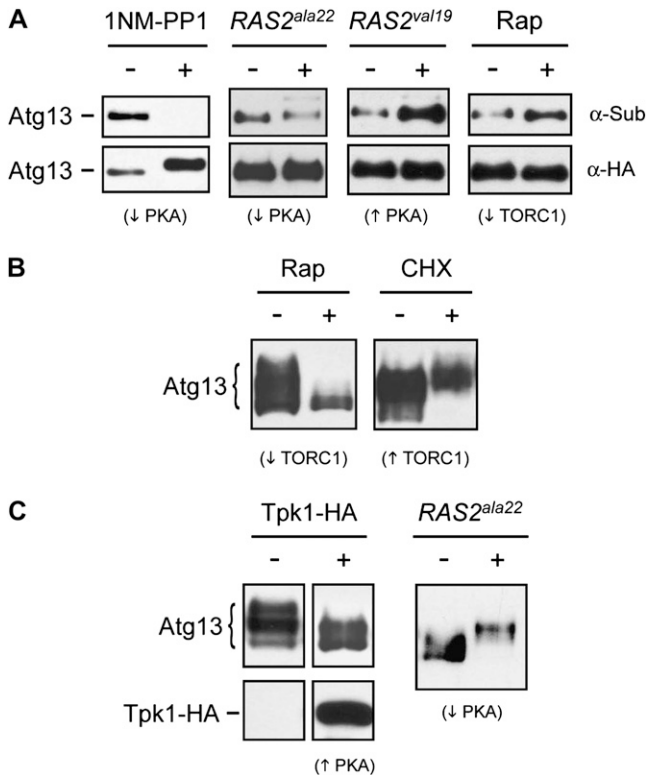 A
1NM-PP1 RAS2ala22 RAS2val19 Rap
- + - + - + - +
Atg13 – α-Sub
Atg13 – α-HA
(↓ PKA) (↓ PKA) (↑ PKA) (↓ TORC1)
B
Rap CHX
- + - +
Atg13 {
(↓ TORC1) (↑ TORC1)
C
Tpk1-HA RAS2ala22
- + - +
Atg13 {
(↓ PKA)
Tpk1-HA –
(↑ PKA)